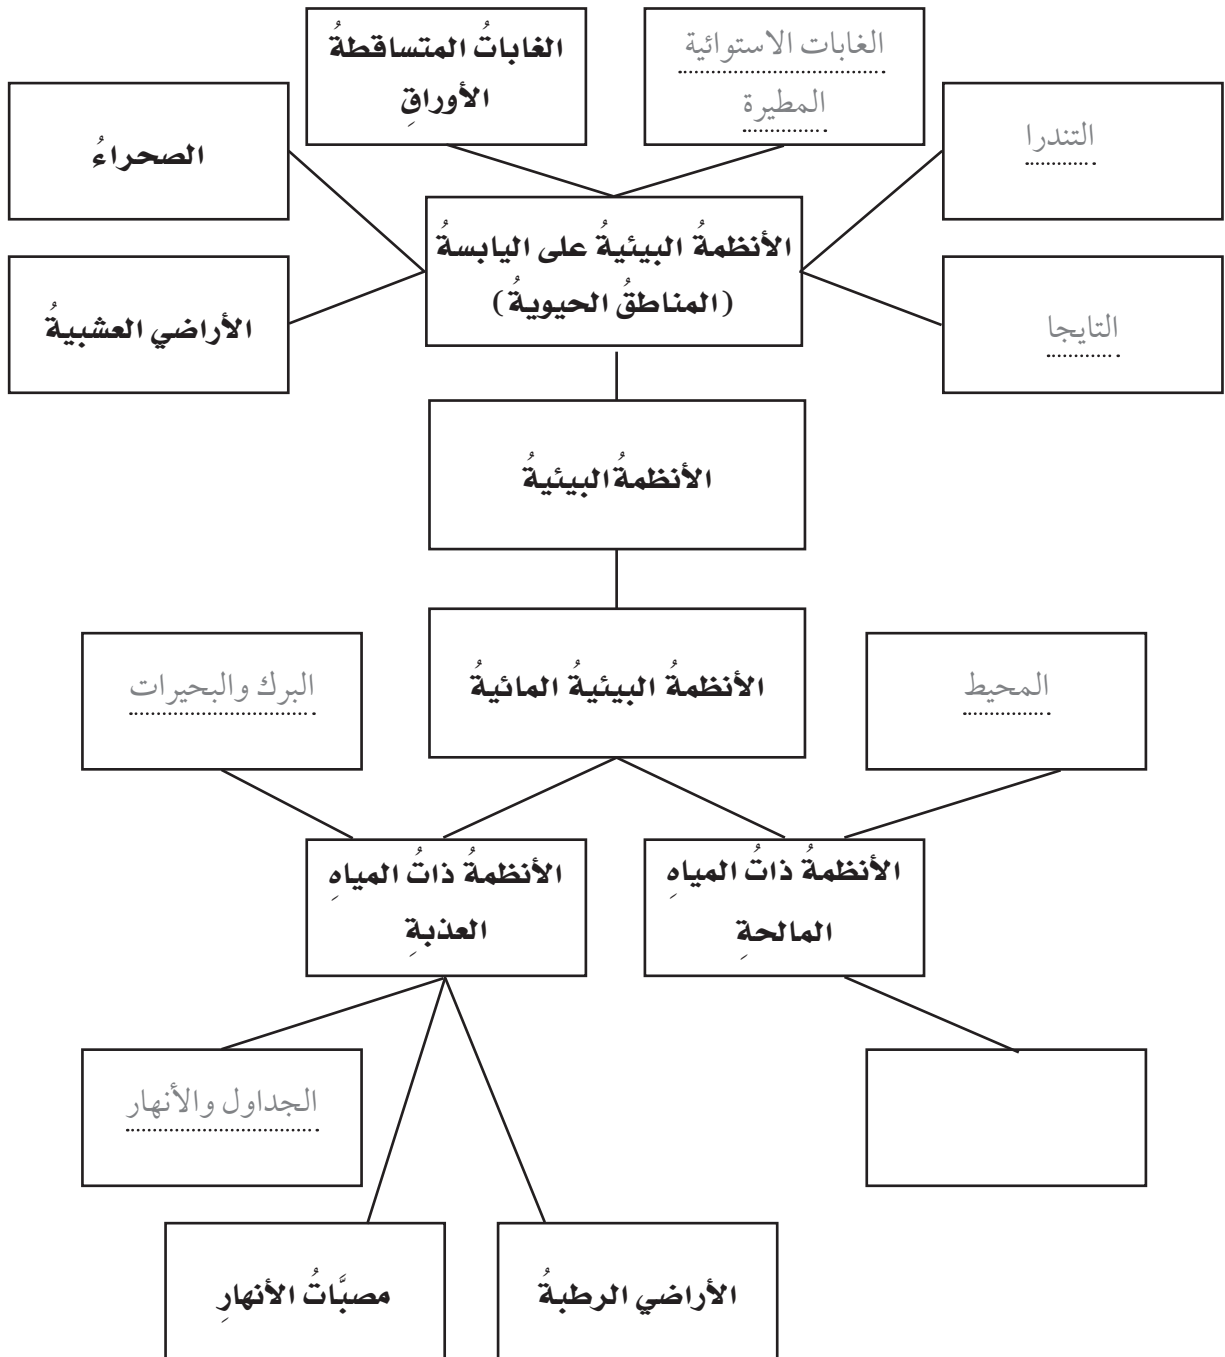 الغاباتُ المتساقطةُ
الأوراقِ
الغابات الاستوائية
المطيرة
التندرا
الصحراءُ
الأنظمةُ البيئيةُ على اليابسةُ
(المناطقُ الحيويةُ)
التايجا
الأراضي العشبيةُ
الأنظمةُ البيئيةُ
الأنظمةُ البيئيةُ المائيةُ
المحيط
البرك والبحيرات
الأنظمةُ ذاتُ المياهِ
المالحةِ
الأنظمةُ ذاتُ المياهِ
العذبةِ
الجداول والأنهار
الأراضي الرطبةُ
مصبَّاتُ الأنهارِ